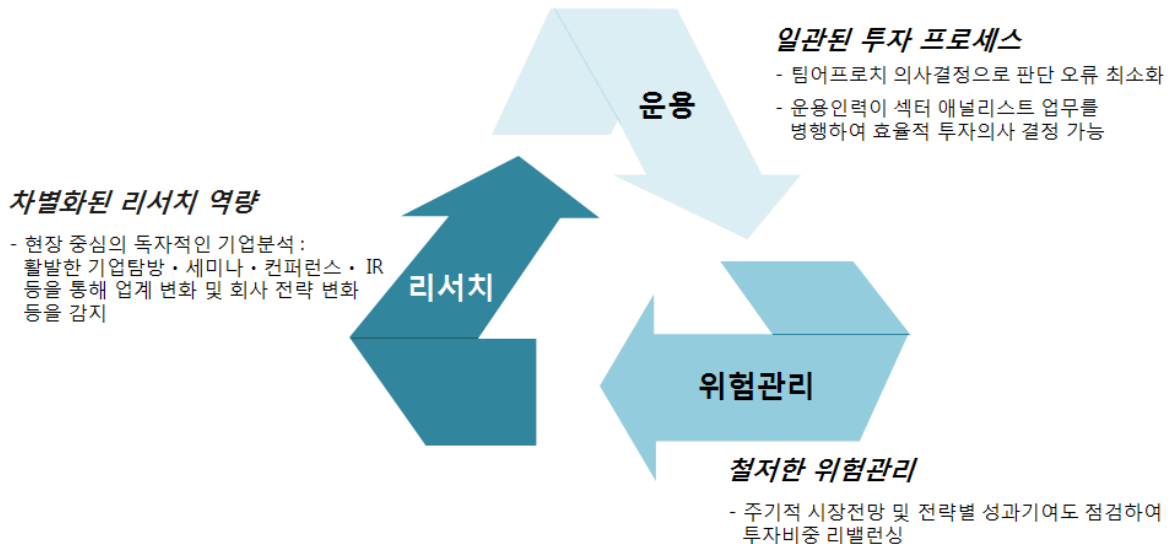 일관된 투자 프로세스
- 팀어프로치 의사결정으로 판단 오류 최소화
- 운용인력이 섹터 애널리스트 업무를
병행하여 효율적 투자의사 결정 가능
운용
차별화된 리서치 역량
- 현장 중심의 독자적인 기업분석 :
활발한 기업탐방・세미나・컨퍼런스・IR
등을 통해 업계 변화 및 회사 전략 변화
등을 감지
리서치
위험관리
철저한 위험관리
- 주기적 시장전망 및 전략별 성과기여도 점검하여
투자비중 리밸런싱